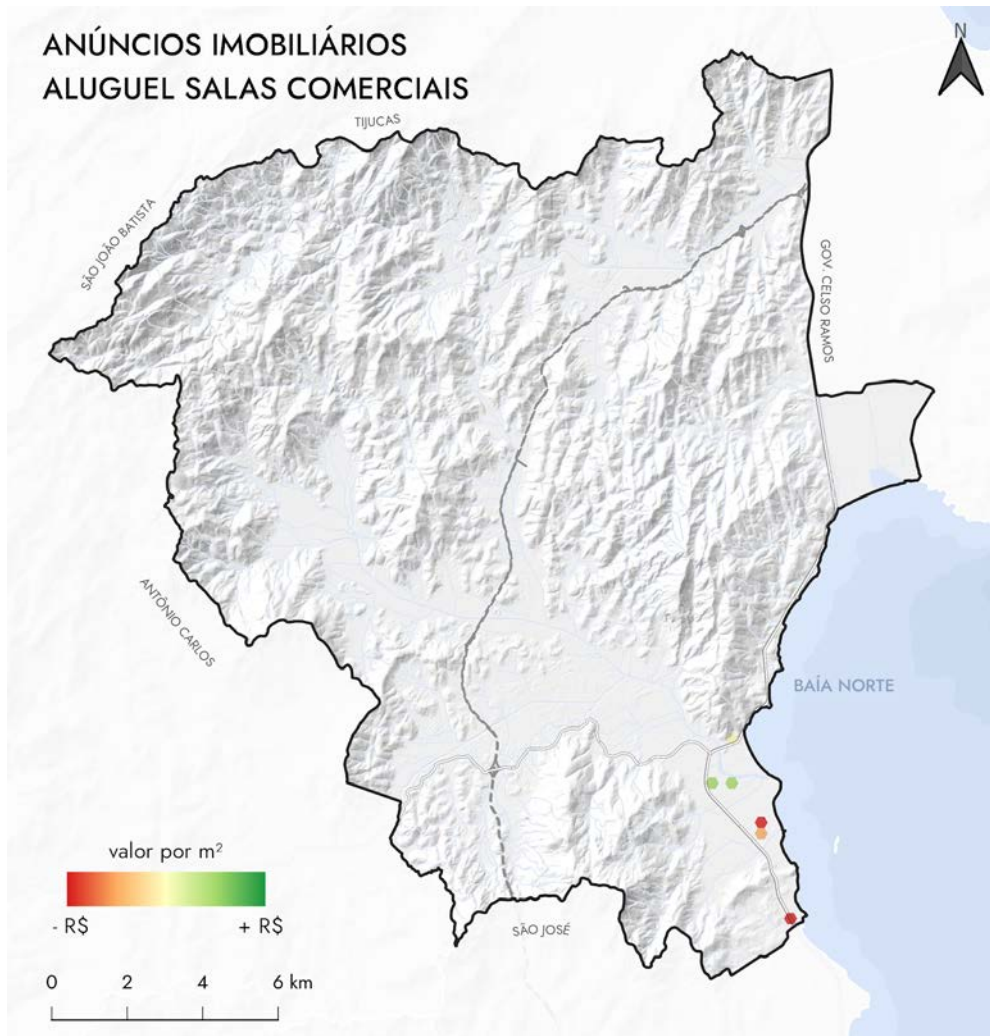 ANÚNCIOS IMOBILIÁRIOS
ALUGUEL SALAS COMERCIAIS
N
TIJUCAS
SÃO JOÃO BATISTA
GOV. CELSO RAMOS
ANTÔNIO CARLOS
BAÍA NORTE
valor por m²
- R$ + R$
SÃO JOSÉ
0 2 4 6 km